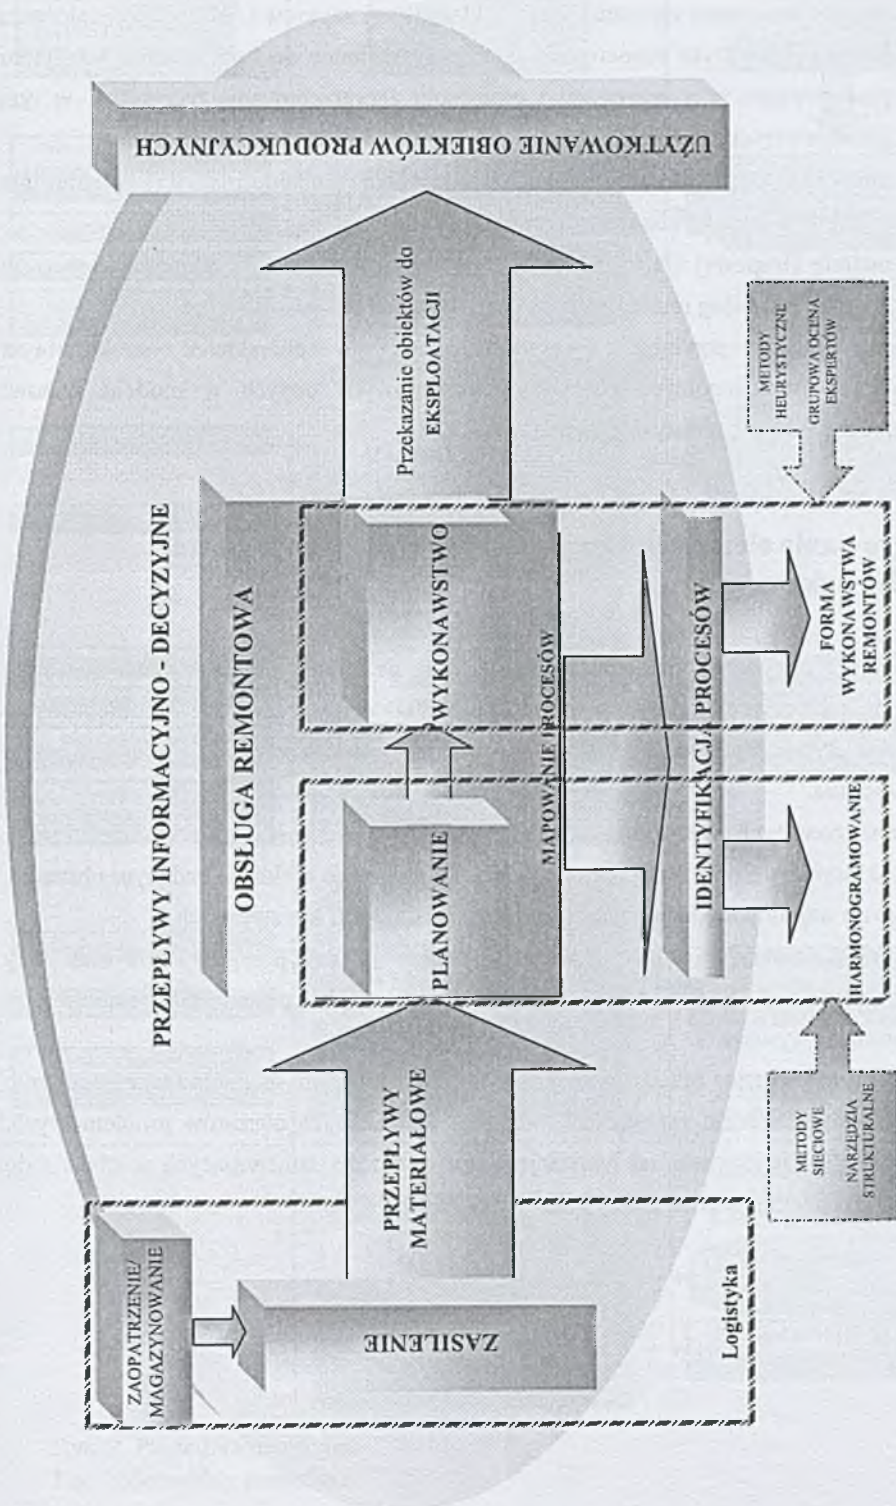 PRZEPŁYWY INFORMACYJNO - DECYZYJNE
ZAOPATRZENIE/
MAGAZYNOWANIE
ZASILENIE
Logistyka
PRZEPŁYWY
MATERIAŁOWE
OBSŁUGA REMONTOWA
PLANOWANIE
WYKONAWSTWO
MAPOWANIE PROCESÓW
IDENTYFIKACJA PROCESÓW
HARMONOGRAMOWANIE
FORMA
WYKONAWSTWA
REMONTÓW
METODY
SIECIOWE
NARZĘDZIA
STRUKTURALNE
METODY
HEURYSTYCZNE
GRUPOWA OCENA
EKSPERTÓW
Przekazanie obiektów do
EKSPLOATACJI
UŻYTKOWANIE OBIEKTÓW PRODUKCYJNYCH